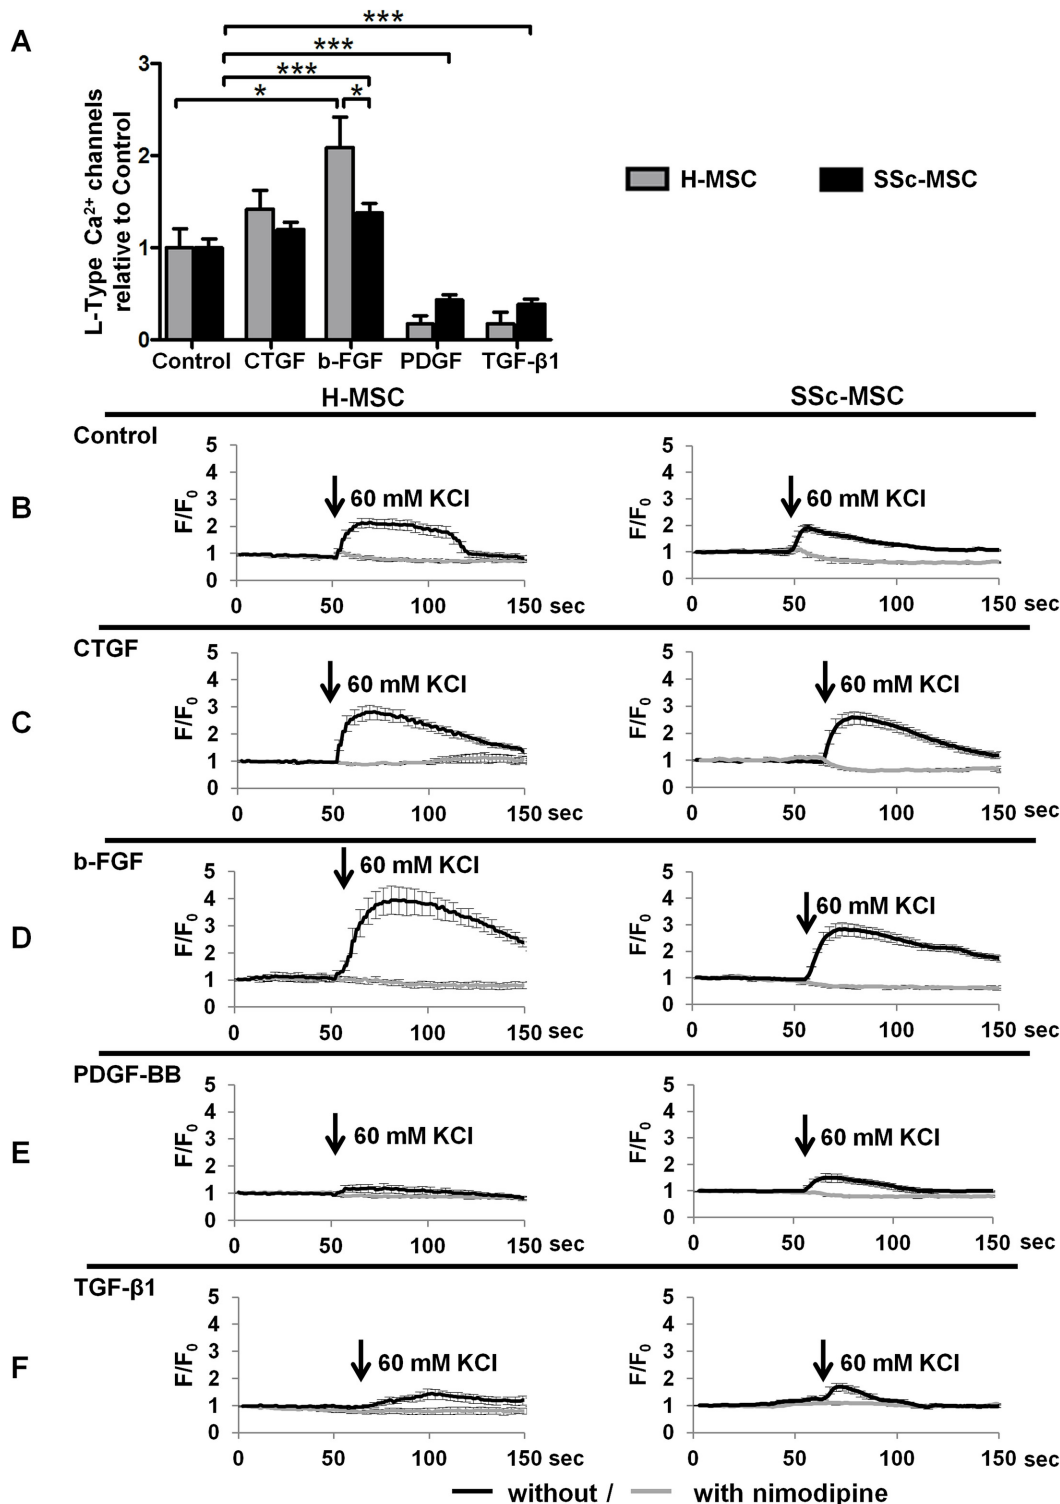 A
***
***
***
*
*
L-Type Ca²⁺ channels
relative to Control
3
2
1
0
Control CTGF b-FGF PDGF TGF-β1
H-MSC SSc-MSC
H-MSC SSc-MSC
Control
B
F/F₀
5
4
3
2
1
0
60 mM KCl
0 50 100 150 sec
F/F₀
5
4
3
2
1
0
60 mM KCl
0 50 100 150 sec
CTGF
C
F/F₀
5
4
3
2
1
0
60 mM KCl
0 50 100 150 sec
F/F₀
5
4
3
2
1
0
60 mM KCl
0 50 100 150 sec
b-FGF
D
F/F₀
5
4
3
2
1
0
60 mM KCl
0 50 100 150 sec
F/F₀
5
4
3
2
1
0
60 mM KCl
0 50 100 150 sec
PDGF-BB
E
F/F₀
5
4
3
2
1
0
60 mM KCl
0 50 100 150 sec
F/F₀
5
4
3
2
1
0
60 mM KCl
0 50 100 150 sec
TGF-β1
F
F/F₀
5
4
3
2
1
0
60 mM KCl
0 50 100 150 sec
F/F₀
5
4
3
2
1
0
60 mM KCl
0 50 100 150 sec
without / with nimodipine